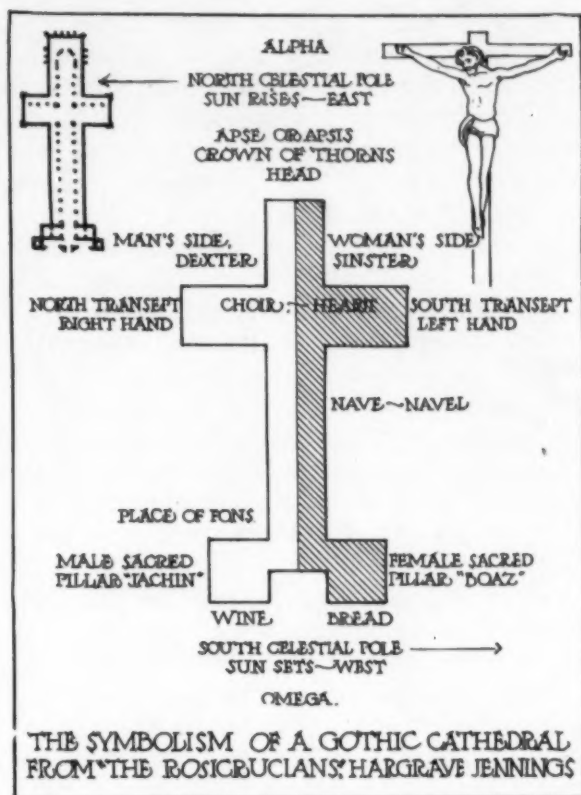 ALPHA
NORTH CELESTIAL POLE
SUN RISES~EAST
APSE OR APSIS
CROWN OF THORNS
HEAD
MAN'S SIDE,
DEXTER
WOMAN'S SIDE
SINSTER
NORTH TRANSEPT
RIGHT HAND
CHOIR~HEART
SOUTH TRANSEPT
LEFT HAND
NAVE~NAVEL
PLACE OF FONS
MALE SACRED
PILLAR "JACHIN"
FEMALE SACRED
PILLAR "BOAZ"
WINE
BREAD
SOUTH CELESTIAL POLE
SUN SETS~WEST
OMEGA.
THE SYMBOLISM OF A GOTHIC CATHEDRAL
FROM "THE ROSICRUCIANS," HARGRAVE JENNINGS